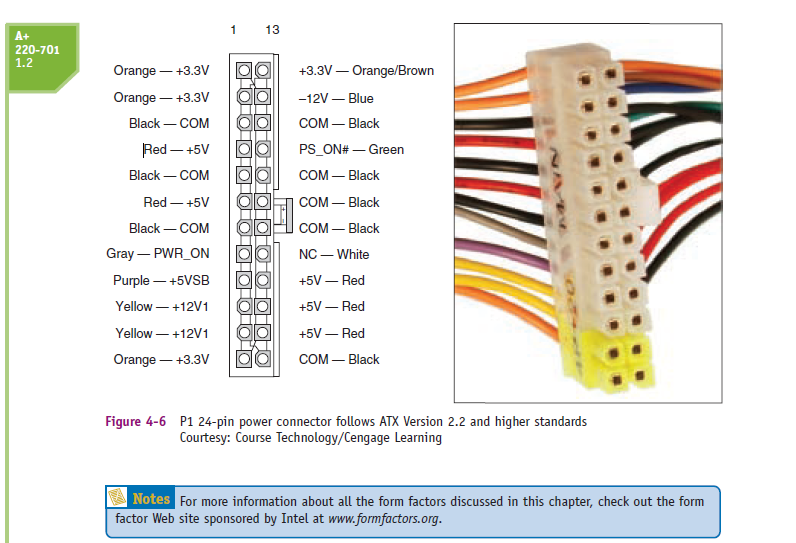 A+
220-701
1.2
1 13
Orange — +3.3V +3.3V — Orange/Brown
Orange — +3.3V –12V — Blue
Black — COM COM — Black
Red — +5V PS_ON# — Green
Black — COM COM — Black
Red — +5V COM — Black
Black — COM COM — Black
Gray — PWR_ON NC — White
Purple — +5VSB +5V — Red
Yellow — +12V1 +5V — Red
Yellow — +12V1 +5V — Red
Orange — +3.3V COM — Black
Figure 4-6 P1 24-pin power connector follows ATX Version 2.2 and higher standards
Courtesy: Course Technology/Cengage Learning
Notes For more information about all the form factors discussed in this chapter, check out the form
factor Web site sponsored by Intel at www.formfactors.org.